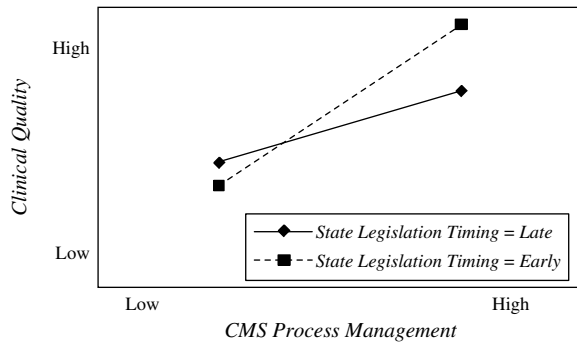 High
Clinical Quality
Low
State Legislation Timing = Late
State Legislation Timing = Early
Low
High
CMS Process Management